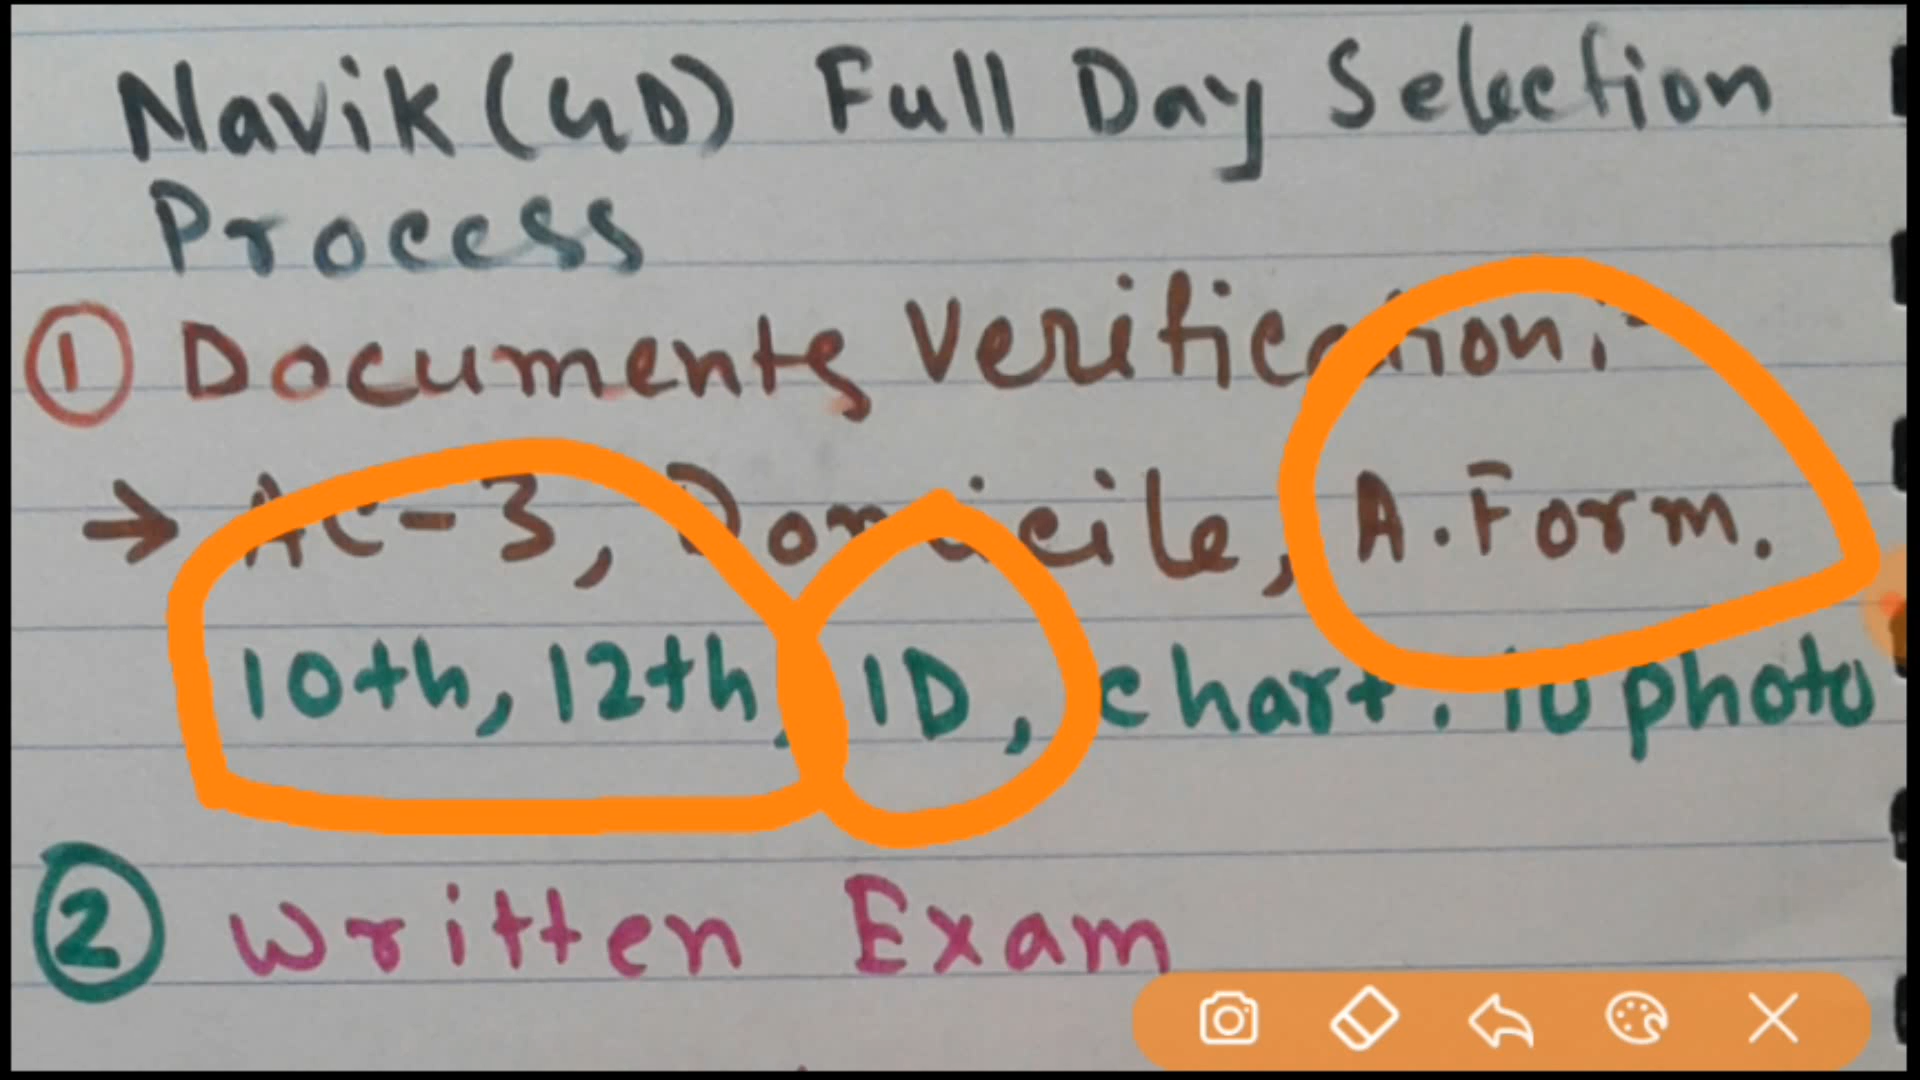 Navik (GD) Full Day Selection
Process
① Documents Verification:-
→ AC-3, Domicile, A. Form.
10th, 12th, ID, chart. 10 photo
② Written Exam